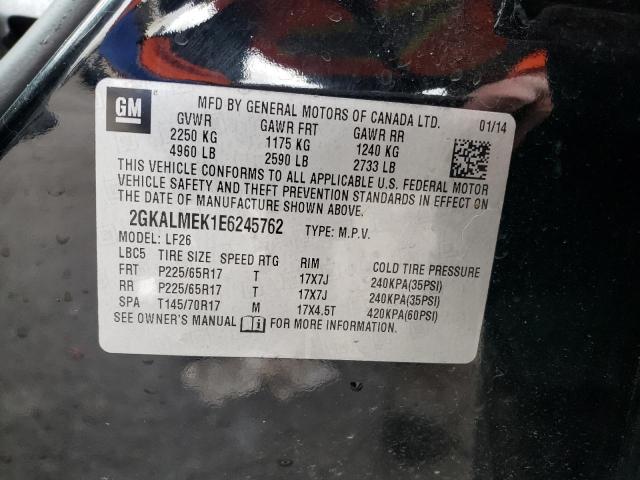 GM
MFD BY GENERAL MOTORS OF CANADA LTD. 01/14
GVWR GAWR FRT GAWR RR
2250 KG 1175 KG 1240 KG
4960 LB 2590 LB 2733 LB
THIS VEHICLE CONFORMS TO ALL APPLICABLE U.S. FEDERAL MOTOR
VEHICLE SAFETY AND THEFT PREVENTION STANDARDS IN EFFECT ON
THE DATE OF MANUFACTURE SHOWN ABOVE.
2GKALMEK1E6245762 TYPE: M.P.V.
MODEL: LF26
LBC5 TIRE SIZE SPEED RTG RIM COLD TIRE PRESSURE
FRT P225/65R17 T 17X7J 240KPA(35PSI)
RR P225/65R17 T 17X7J 240KPA(35PSI)
SPA T145/70R17 M 17X4.5T 420KPA(60PSI)
SEE OWNER'S MANUAL FOR MORE INFORMATION.